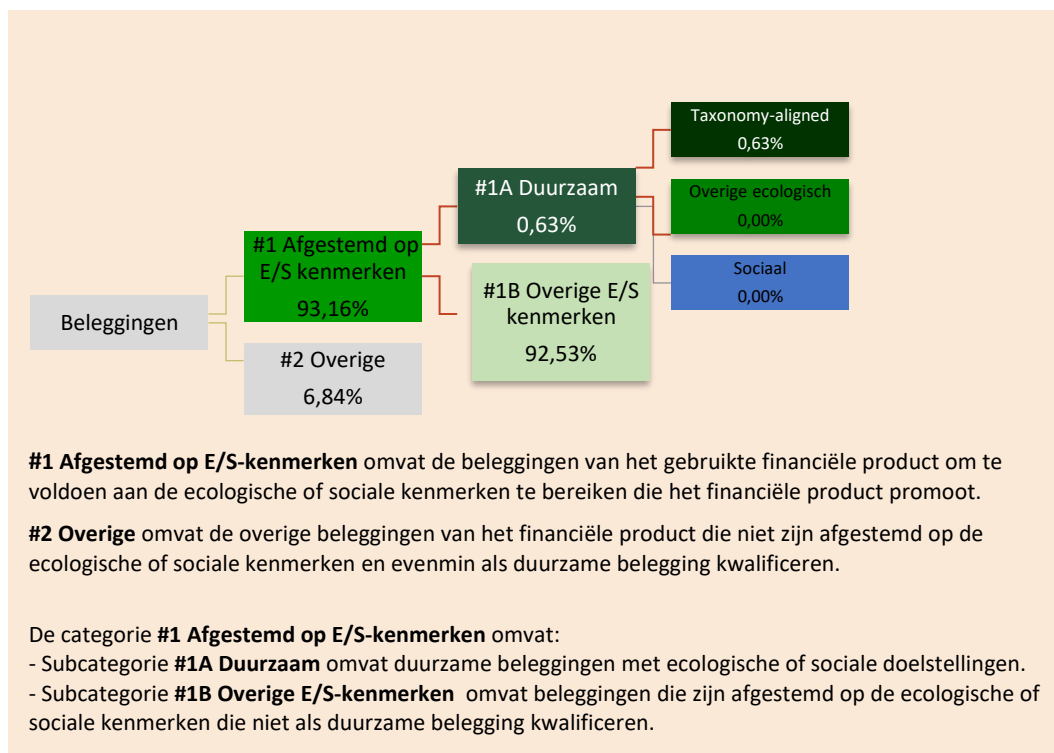 Taxonomy-aligned
0,63%
#1A Duurzaam
0,63%
Overige ecologisch
0,00%
#1 Afgestemd op
E/S kenmerken
93,16%
Sociaal
0,00%
#1B Overige E/S
kenmerken
92,53%
Beleggingen
#2 Overige
6,84%
#1 Afgestemd op E/S-kenmerken omvat de beleggingen van het gebruikte financiële product om te
voldoen aan de ecologische of sociale kenmerken te bereiken die het financiële product promoot.
#2 Overige omvat de overige beleggingen van het financiële product die niet zijn afgestemd op de
ecologische of sociale kenmerken en evenmin als duurzame belegging kwalificeren.
De categorie #1 Afgestemd op E/S-kenmerken omvat:
- Subcategorie #1A Duurzaam omvat duurzame beleggingen met ecologische of sociale doelstellingen.
- Subcategorie #1B Overige E/S-kenmerken omvat beleggingen die zijn afgestemd op de ecologische of
sociale kenmerken die niet als duurzame belegging kwalificeren.